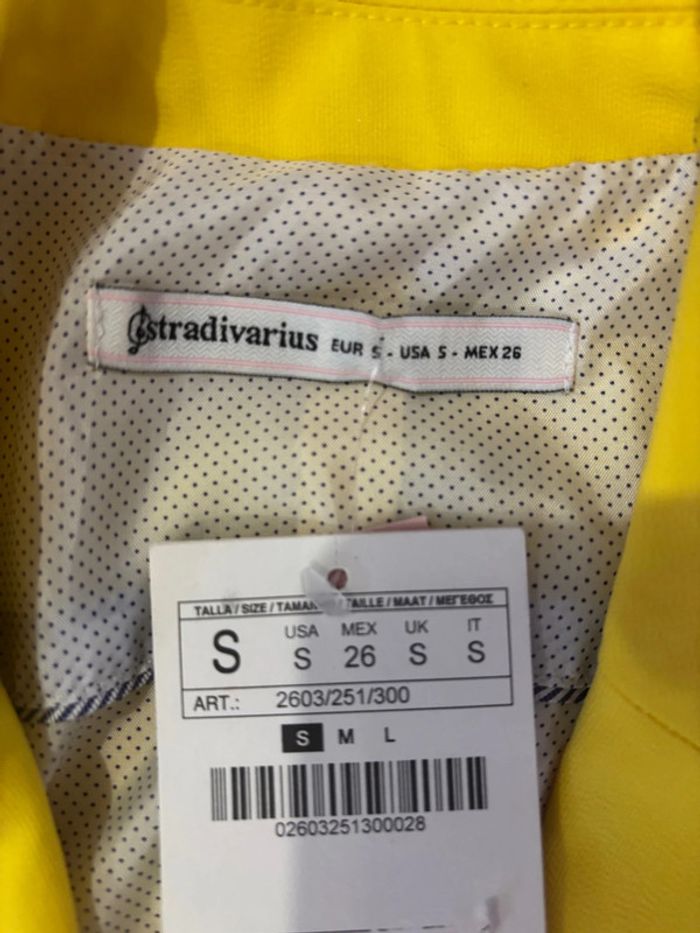 stradivarius EUR S - USA S - MEX 26
TALLA / SIZE / / TAILLE / MAAT / ΜΕΓΕΘΟΣ
S
USA MEX UK IT
S 26 S S
ART.: 2603/251/300
S M L
02603251300028